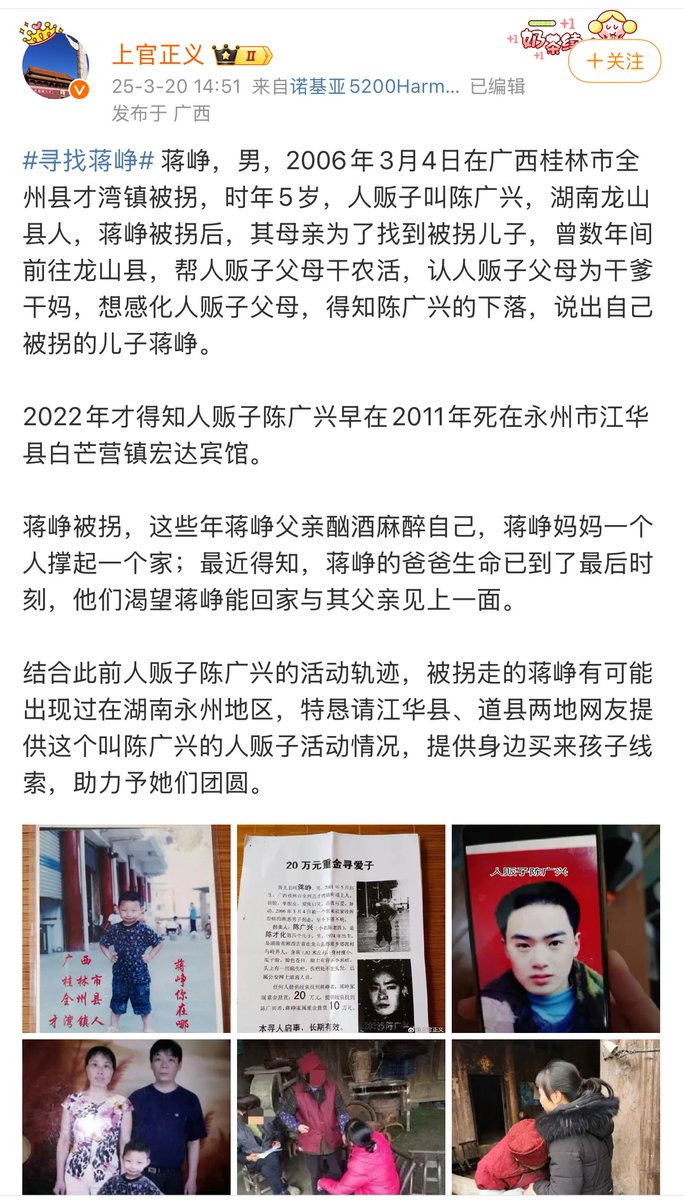 上官正义 II
+1
奶茶
+1
+1
+关注
25-3-20 14:51 来自诺基亚5200Harm... 已编辑
发布于 广西
#寻找蒋峥# 蒋峥，男，2006年3月4日在广西桂林市全
州县才湾镇被拐，时年5岁，人贩子叫陈广兴，湖南龙山
县人，蒋峥被拐后，其母亲为了找到被拐儿子，曾数年间
前往龙山县，帮人贩子父母干农活，认人贩子父母为干爹
干妈，想感化人贩子父母，得知陈广兴的下落，说出自己
被拐的儿子蒋峥。
2022年才得知人贩子陈广兴早在2011年死在永州市江华
县白芒营镇宏达宾馆。
蒋峥被拐，这些年蒋峥父亲酗酒麻醉自己，蒋峥妈妈一个
人撑起一个家；最近得知，蒋峥的爸爸生命已到了最后时
刻，他们渴望蒋峥能回家与其父亲见上一面。
结合此前人贩子陈广兴的活动轨迹，被拐走的蒋峥有可能
出现过在湖南永州地区，特恳请江华县、道县两地网友提
供这个叫陈广兴的人贩子活动情况，提供身边买来孩子线
索，助力予她们团圆。
广西
桂林市
全州县
才湾镇人
蒋峥你在哪
20万元重金寻爱子
本寻人启事，长期有效。
人贩子陈广兴